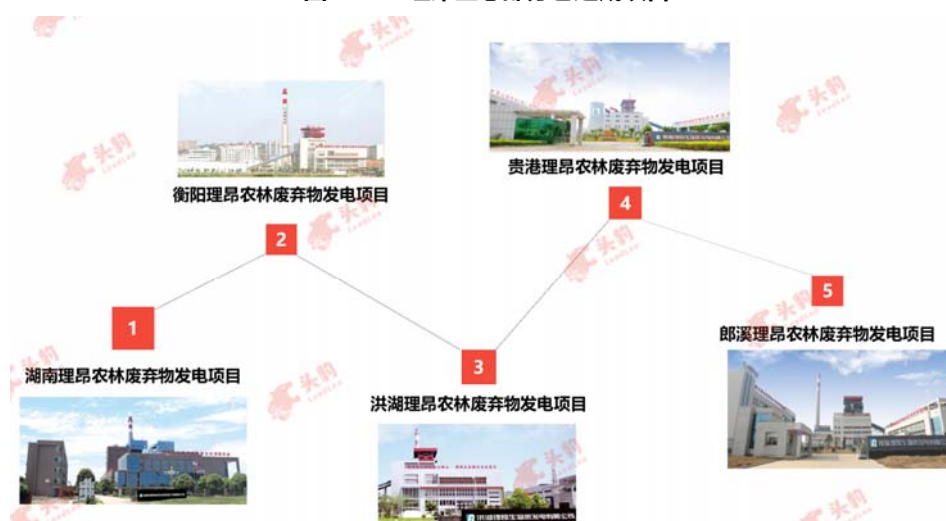 衡阳理昂农林废弃物发电项目
贵港理昂农林废弃物发电项目
2
4
1
5
3
湖南理昂农林废弃物发电项目
洪湖理昂农林废弃物发电项目
郎溪理昂农林废弃物发电项目
头豹
LeadLeo